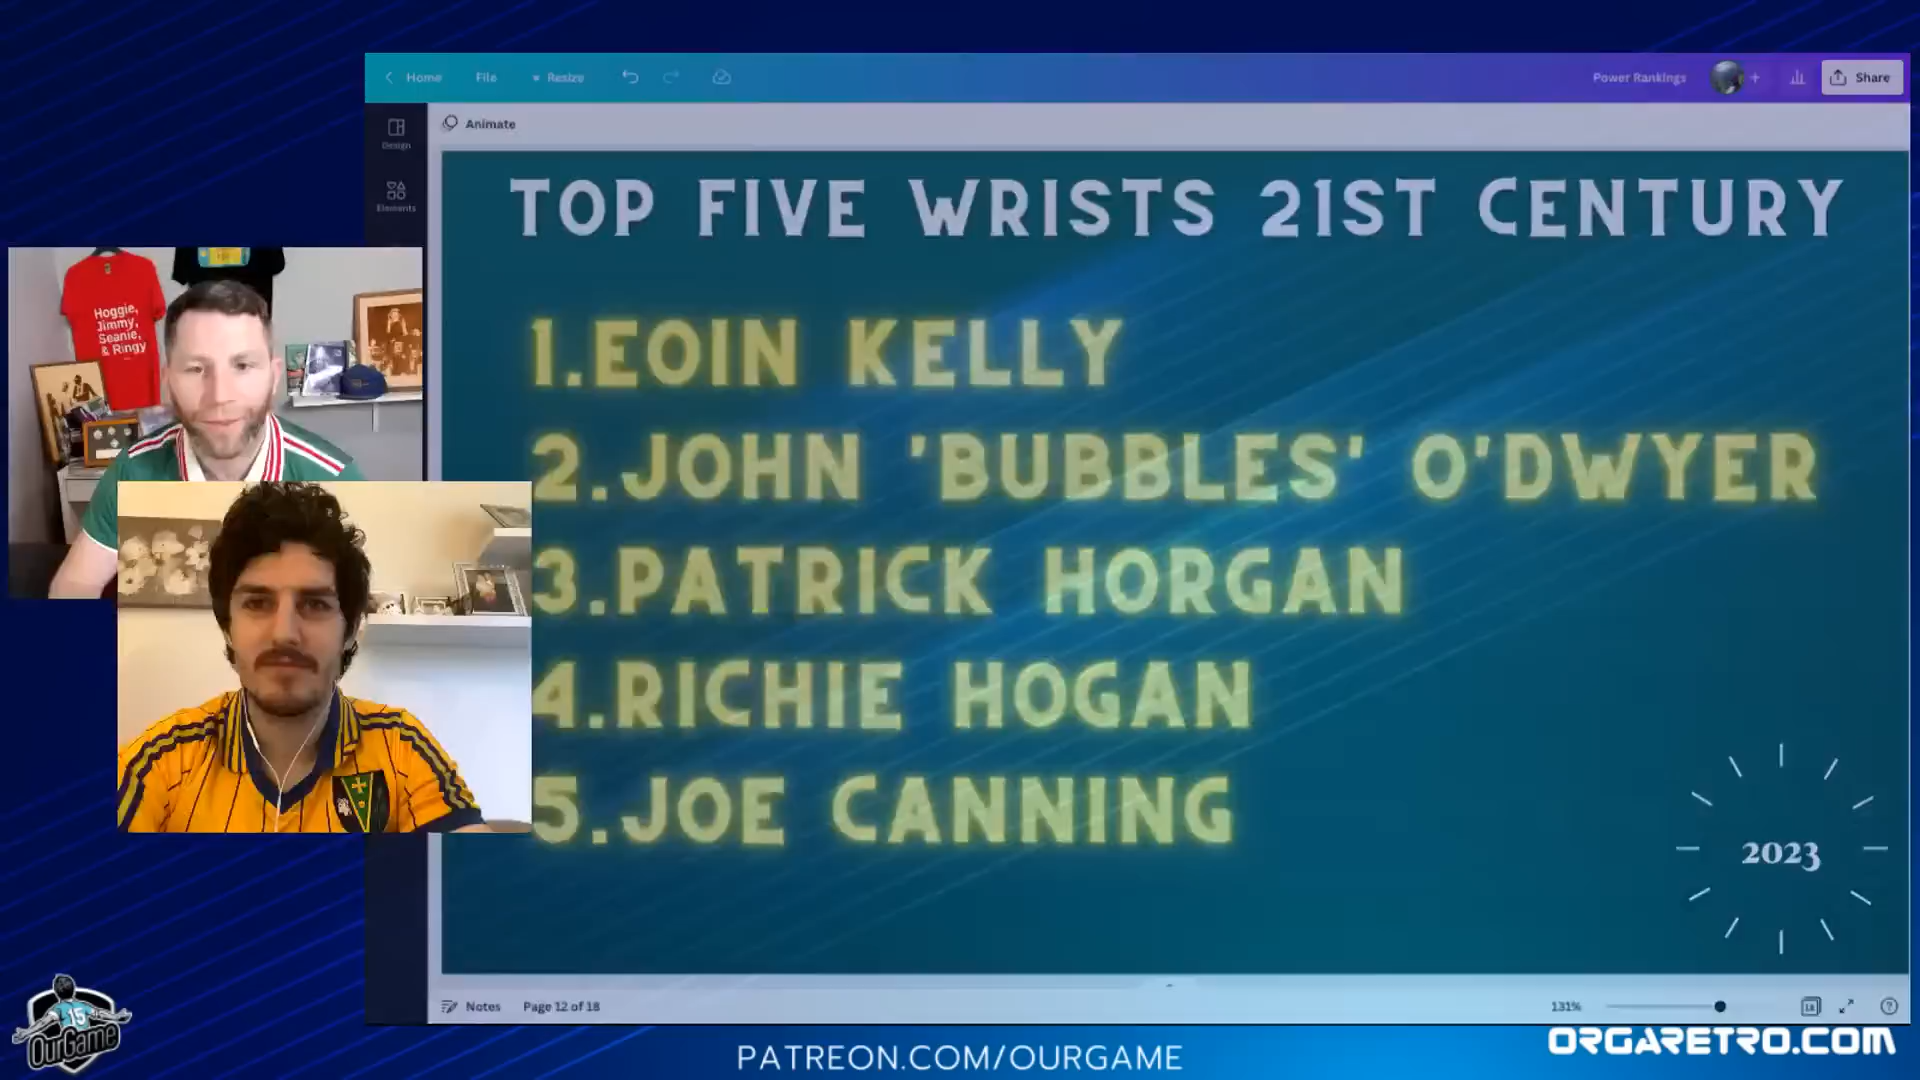 Home File Resize Power Rankings + Share
Animate
Design
Elements
TOP FIVE WRISTS 21ST CENTURY
1.EOIN KELLY
2.JOHN 'BUBBLES' O'DWYER
3.PATRICK HORGAN
4.RICHIE HOGAN
5.JOE CANNING
2023
Hoggie,
Jimmy,
Seanie,
& Ringy
Notes Page 12 of 18 131% 18 ?
15
OurGame
PATREON.COM/OURGAME
ORGARETRO.COM